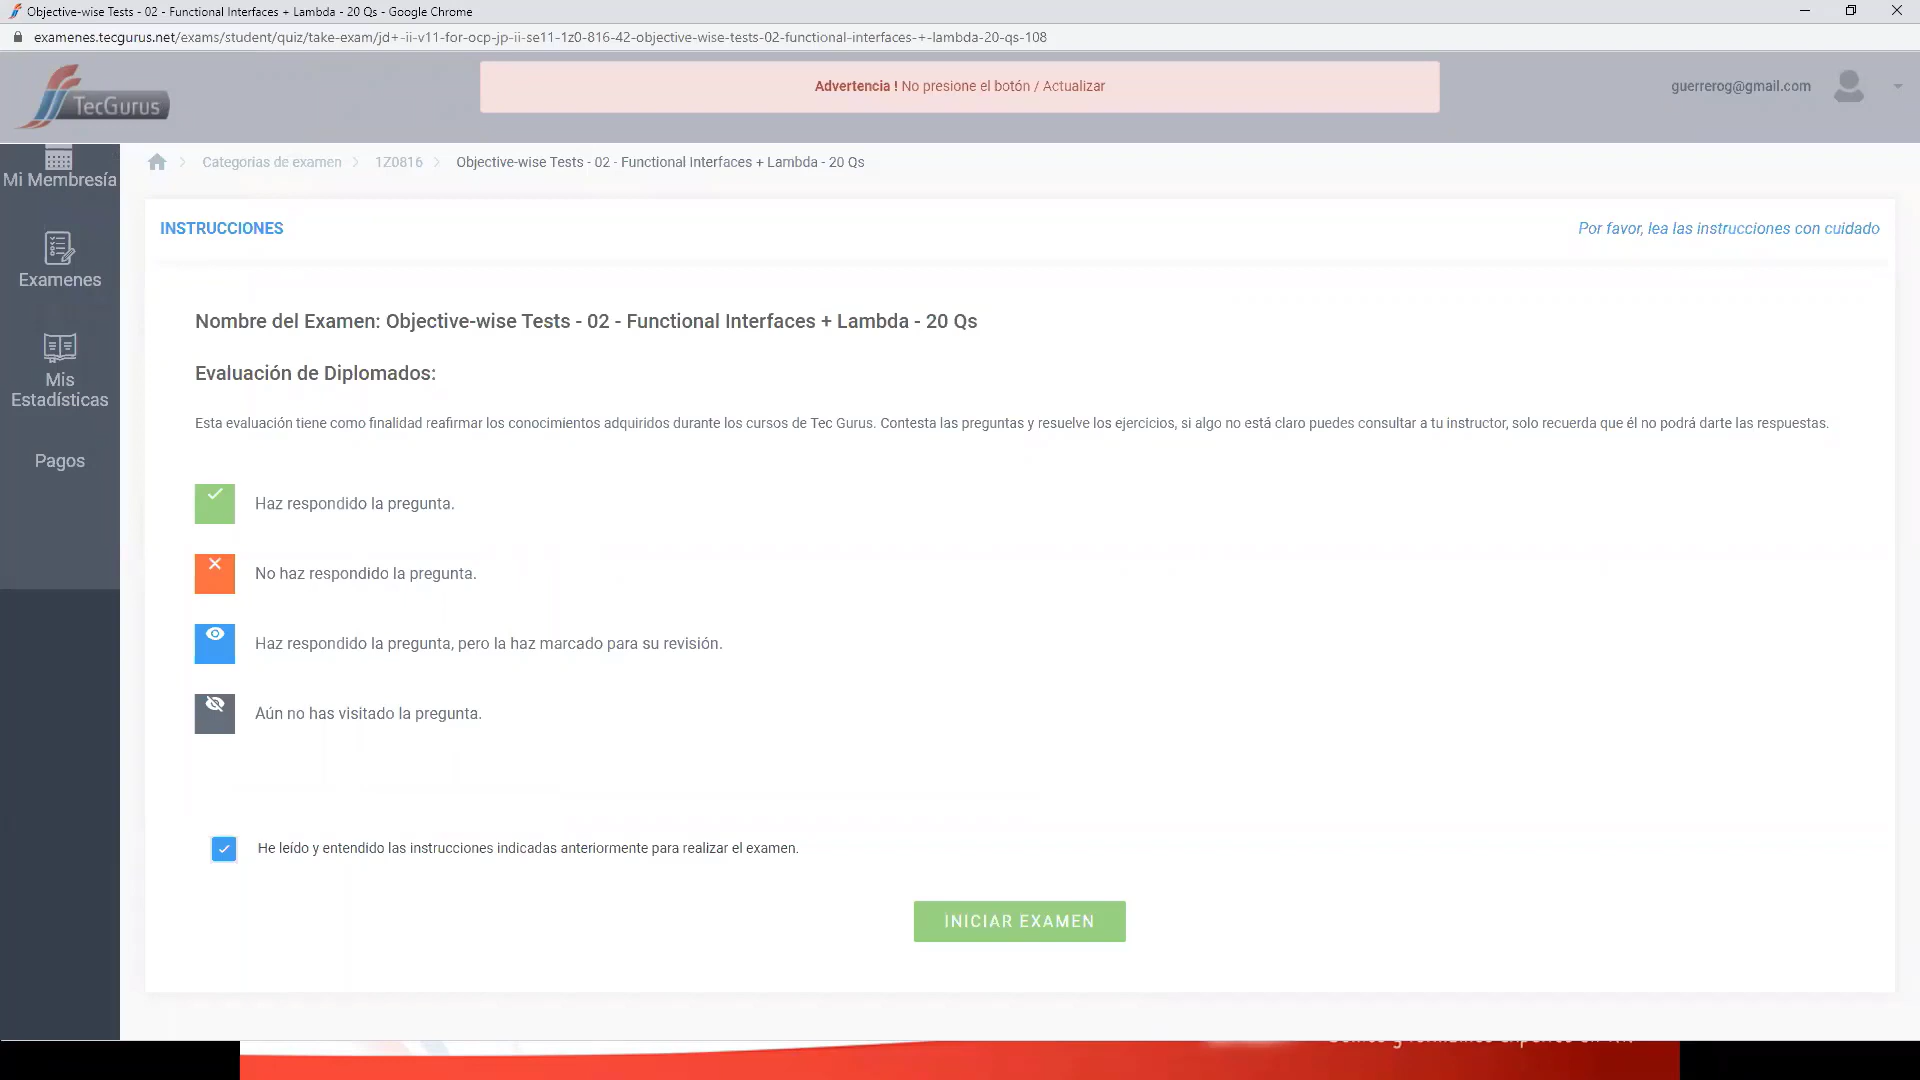 Objective-wise Tests - 02 - Functional Interfaces + Lambda - 20 Qs - Google Chrome
examenes.tecgurus.net/exams/student/quiz/take-exam/jd+-ii-v11-for-ocp-jp-ii-se11-1z0-816-42-objective-wise-tests-02-functional-interfaces-+-lambda-20-qs-108
TecGurus
Advertencia ! No presione el botón / Actualizar
guerrerog@gmail.com
Mi Membresía
Examenes
Mis
Estadísticas
Pagos
Categorias de examen
1Z0816
Objective-wise Tests - 02 - Functional Interfaces + Lambda - 20 Qs
INSTRUCCIONES
Por favor, lea las instrucciones con cuidado
Nombre del Examen: Objective-wise Tests - 02 - Functional Interfaces + Lambda - 20 Qs
Evaluación de Diplomados:
Esta evaluación tiene como finalidad reafirmar los conocimientos adquiridos durante los cursos de Tec Gurus. Contesta las preguntas y resuelve los ejercicios, si algo no está claro puedes consultar a tu instructor, solo recuerda que él no podrá darte las respuestas.
Haz respondido la pregunta.
No haz respondido la pregunta.
Haz respondido la pregunta, pero la haz marcado para su revisión.
Aún no has visitado la pregunta.
He leído y entendido las instrucciones indicadas anteriormente para realizar el examen.
INICIAR EXAMEN